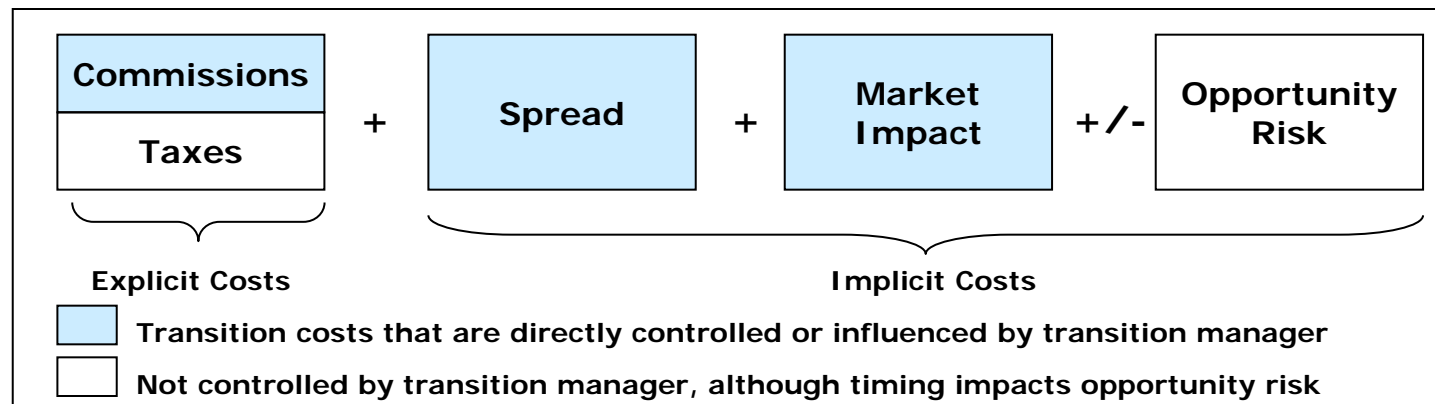 Commissions
Taxes
+
Spread
+
Market
Impact
+/-
Opportunity
Risk
Explicit Costs
Implicit Costs
Transition costs that are directly controlled or influenced by transition manager
Not controlled by transition manager, although timing impacts opportunity risk